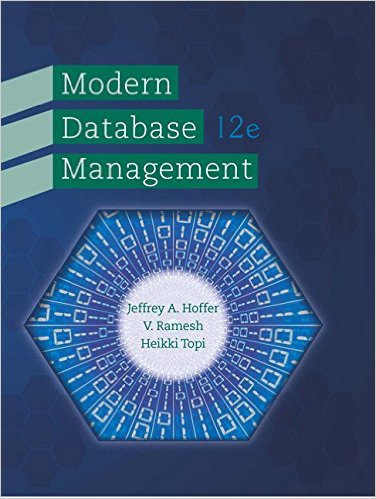 Modern
Database 12e
Management
Jeffrey A. Hoffer
V. Ramesh
Heikki Topi